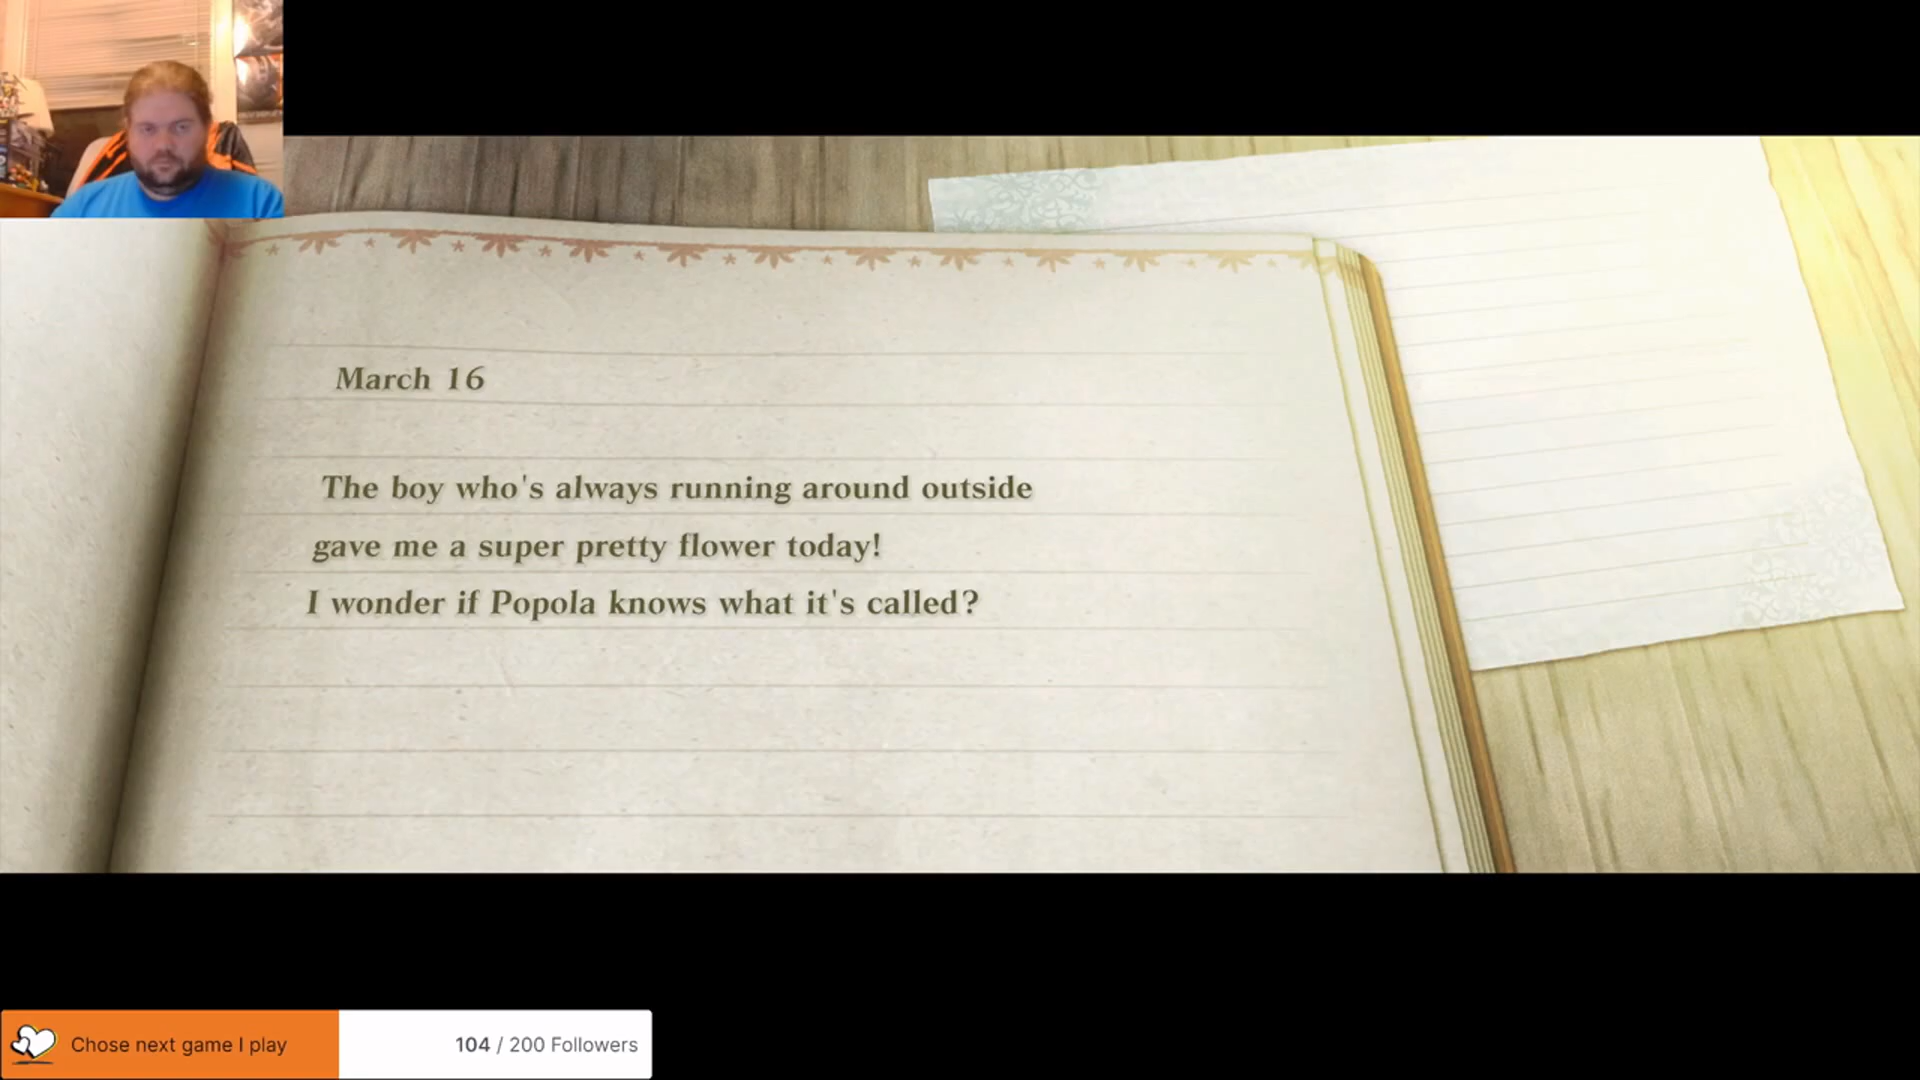 March 16
The boy who's always running around outside
gave me a super pretty flower today!
I wonder if Popola knows what it's called?
Chose next game I play
104 / 200 Followers